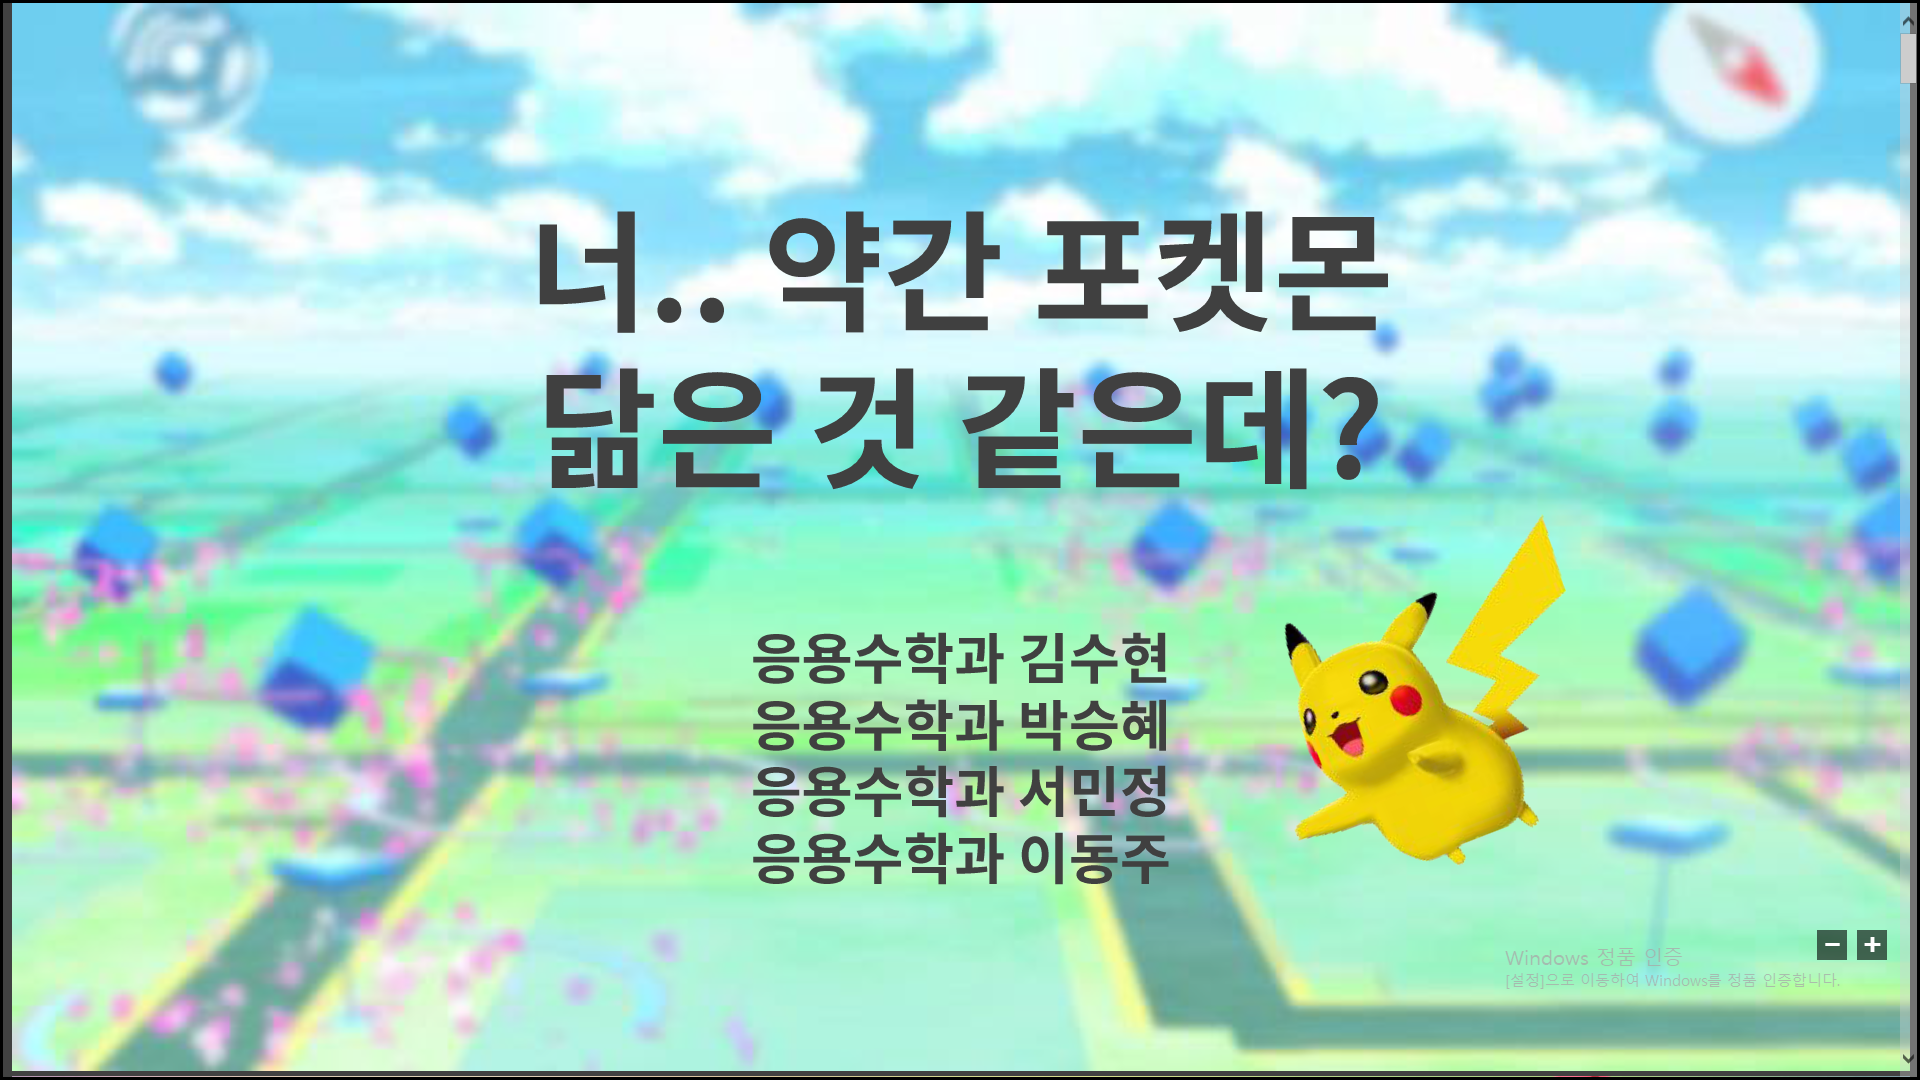 너.. 약간 포켓몬
닮은 것 같은데?
응용수학과 김수현
응용수학과 박승혜
응용수학과 서민정
응용수학과 이동주
Windows 정품 인증
[설정]으로 이동하여 Windows를 정품 인증합니다.